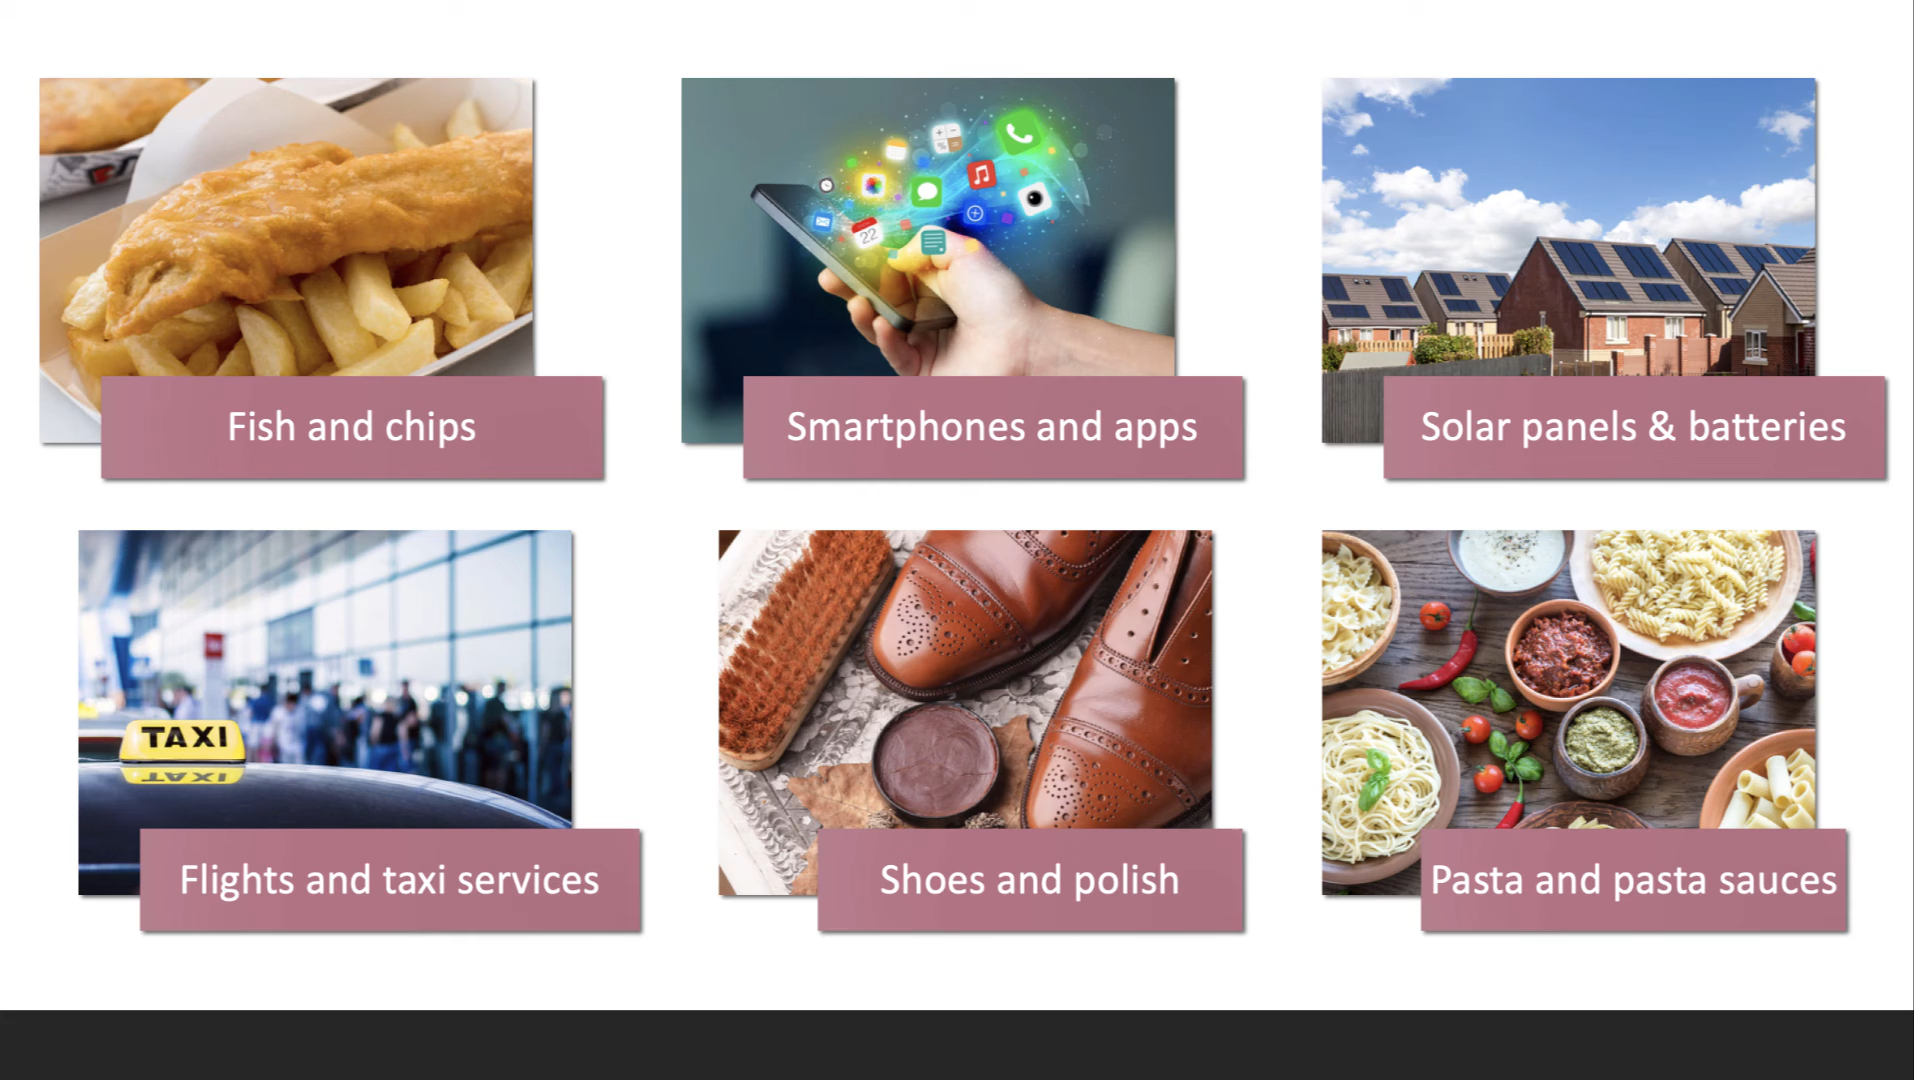 Fish and chips
Smartphones and apps
Solar panels & batteries
22
TAXI
Flights and taxi services
Shoes and polish
Pasta and pasta sauces